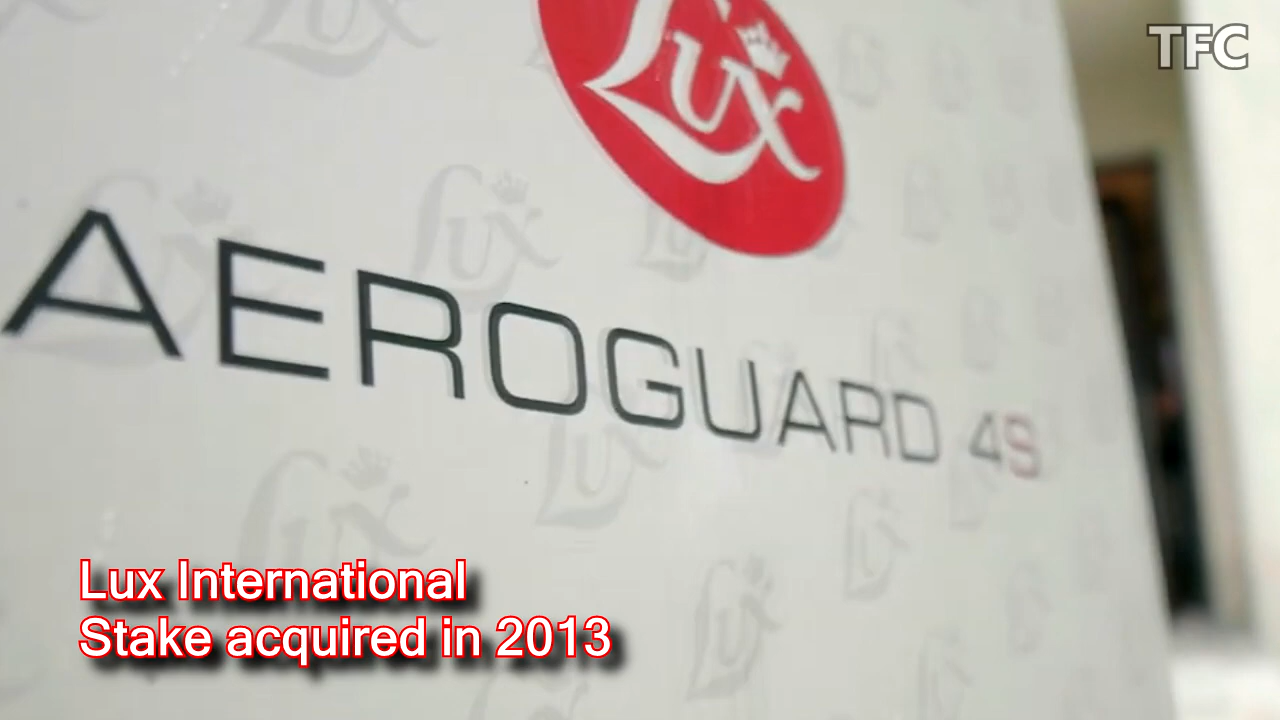 TFC
Lux
AEROGUARD 4S
Lux International
Stake acquired in 2013